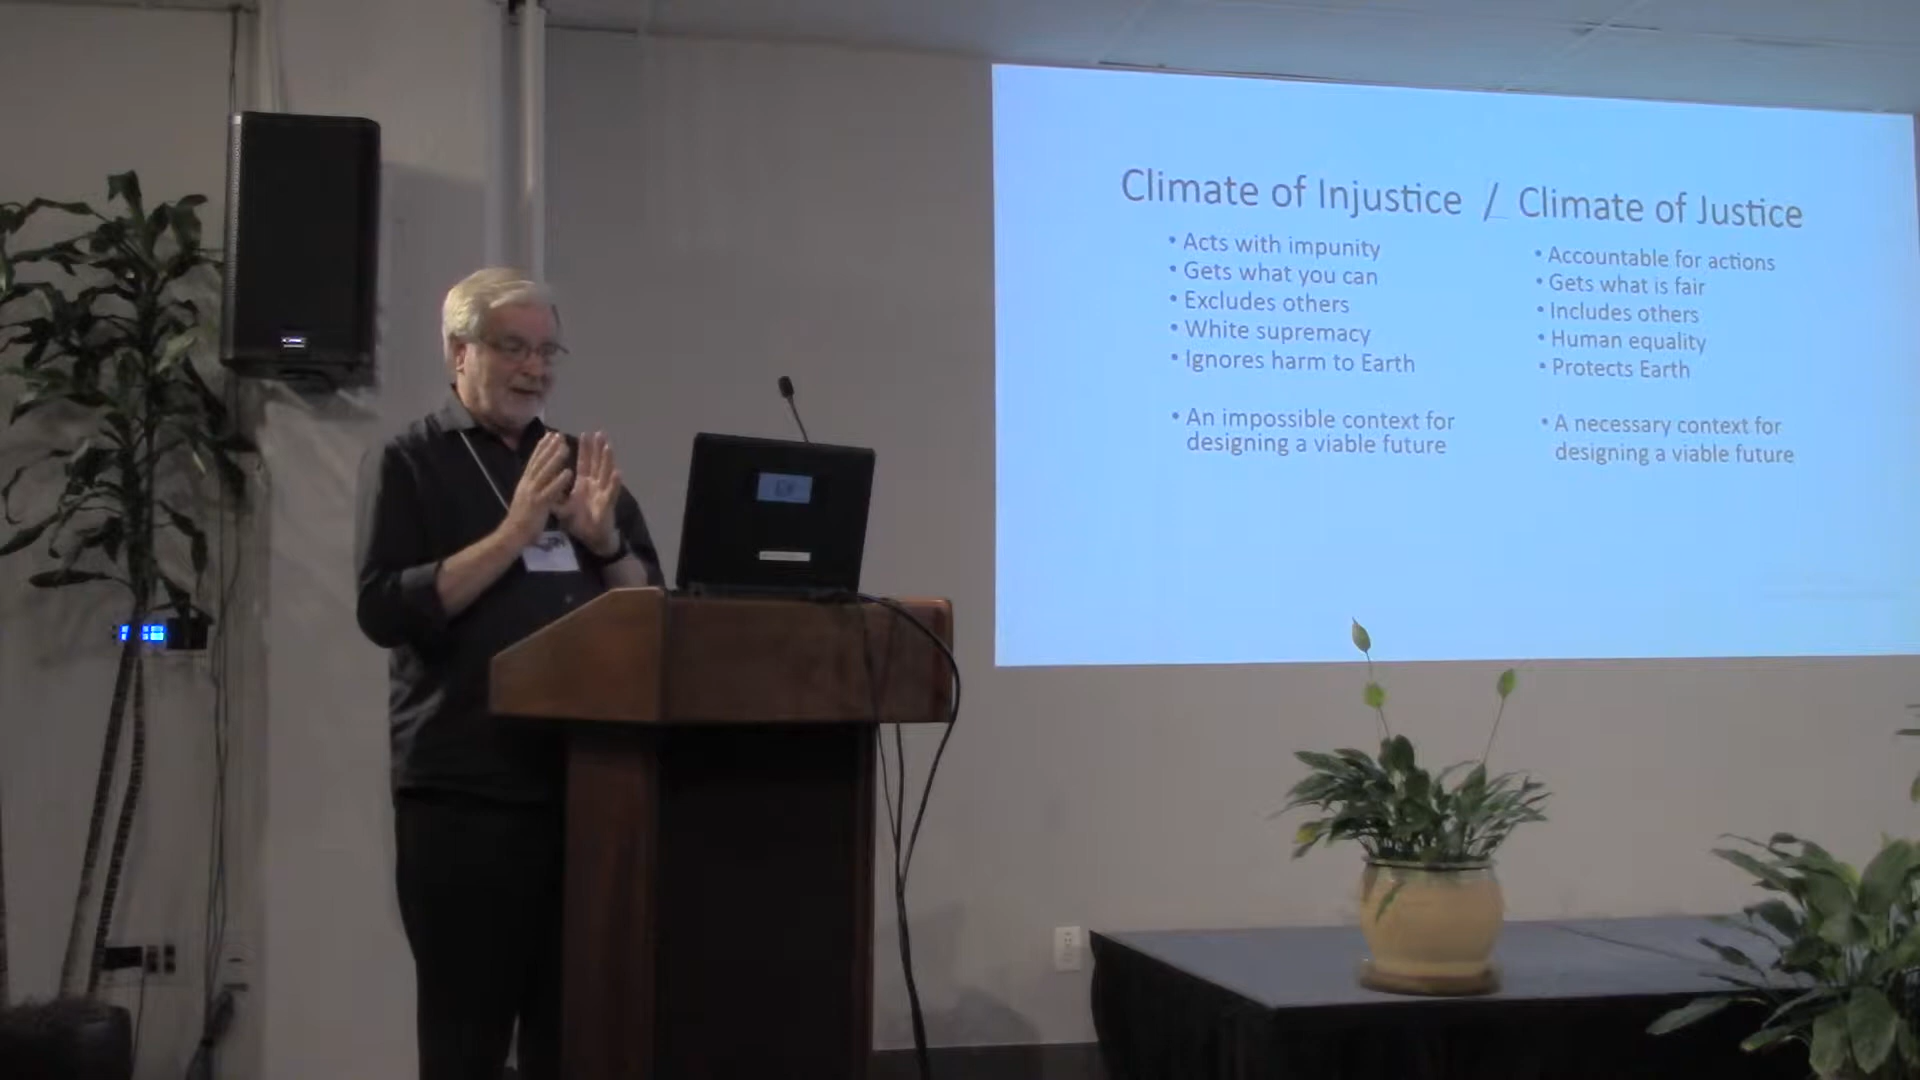 Climate of Injustice / Climate of Justice
• Acts with impunity
• Gets what you can
• Excludes others
• White supremacy
• Ignores harm to Earth
• An impossible context for
designing a viable future
• Accountable for actions
• Gets what is fair
• Includes others
• Human equality
• Protects Earth
• A necessary context for
designing a viable future